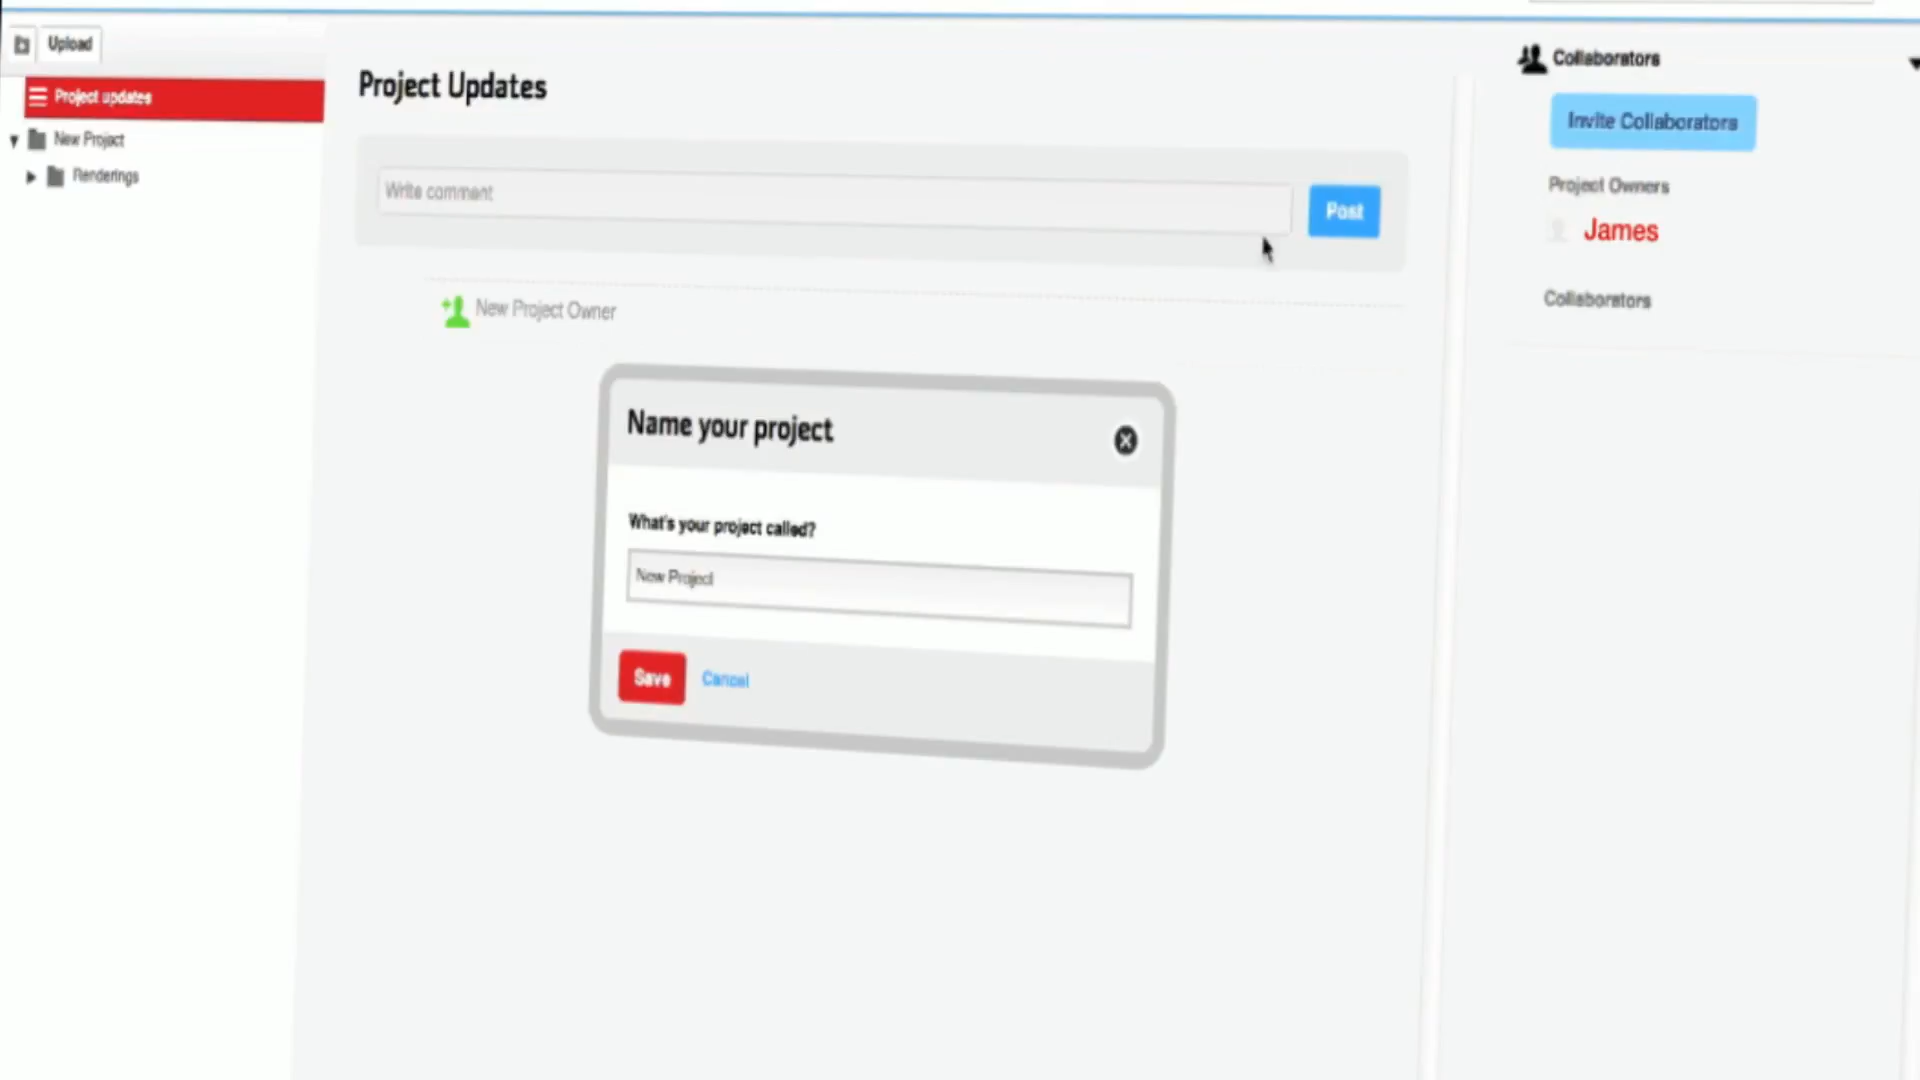 Upload
Project updates
New Project
Renderings
Project Updates
Write comment
Post
New Project Owner
Name your project
What's your project called?
New Project
Save
Cancel
Collaborators
Invite Collaborators
Project Owners
James
Collaborators